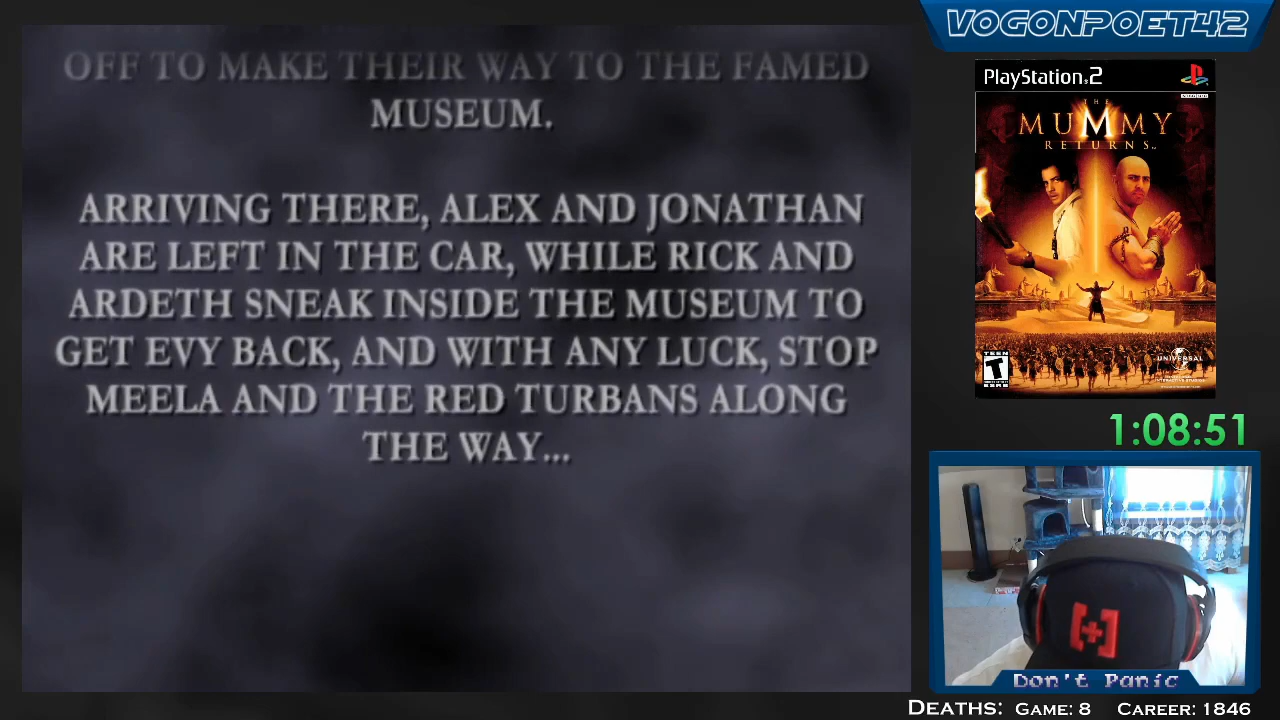 OFF TO MAKE THEIR WAY TO THE FAMED
MUSEUM.
ARRIVING THERE, ALEX AND JONATHAN
ARE LEFT IN THE CAR, WHILE RICK AND
ARDETH SNEAK INSIDE THE MUSEUM TO
GET EVY BACK, AND WITH ANY LUCK, STOP
MEELA AND THE RED TURBANS ALONG
THE WAY...
VOGONPOET42
PlayStation 2
THE
MUMMY
RETURNS
TEEN
T
ESRB
UNIVERSAL
1:08:51
[+]
Don't Panic
DEATHS: GAME: 8 CAREER: 1846